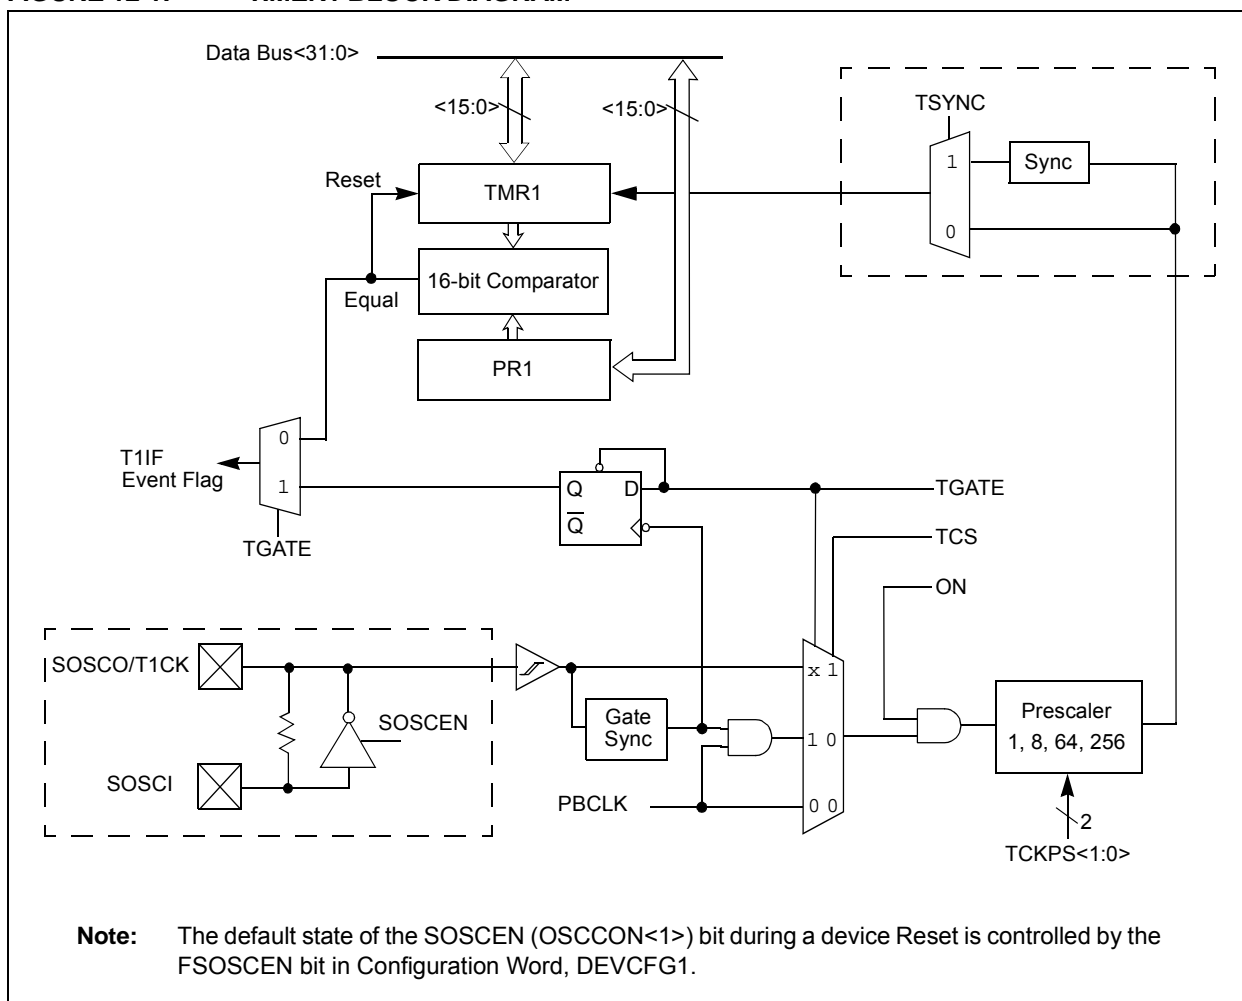 Data Bus<31:0>
<15:0>
<15:0>
TSYNC
1
Sync
0
Reset
TMR1
16-bit Comparator
Equal
PR1
0
1
T1IF
Event Flag
TGATE
Q
D
Q
TGATE
TCS
ON
SOSCO/T1CK
SOSCEN
SOSCI
Gate
Sync
PBCLK
x 1
1 0
0 0
Prescaler
1, 8, 64, 256
2
TCKPS<1:0>
Note: The default state of the SOSCEN (OSCCON<1>) bit during a device Reset is controlled by the
FSOSCEN bit in Configuration Word, DEVCFG1.